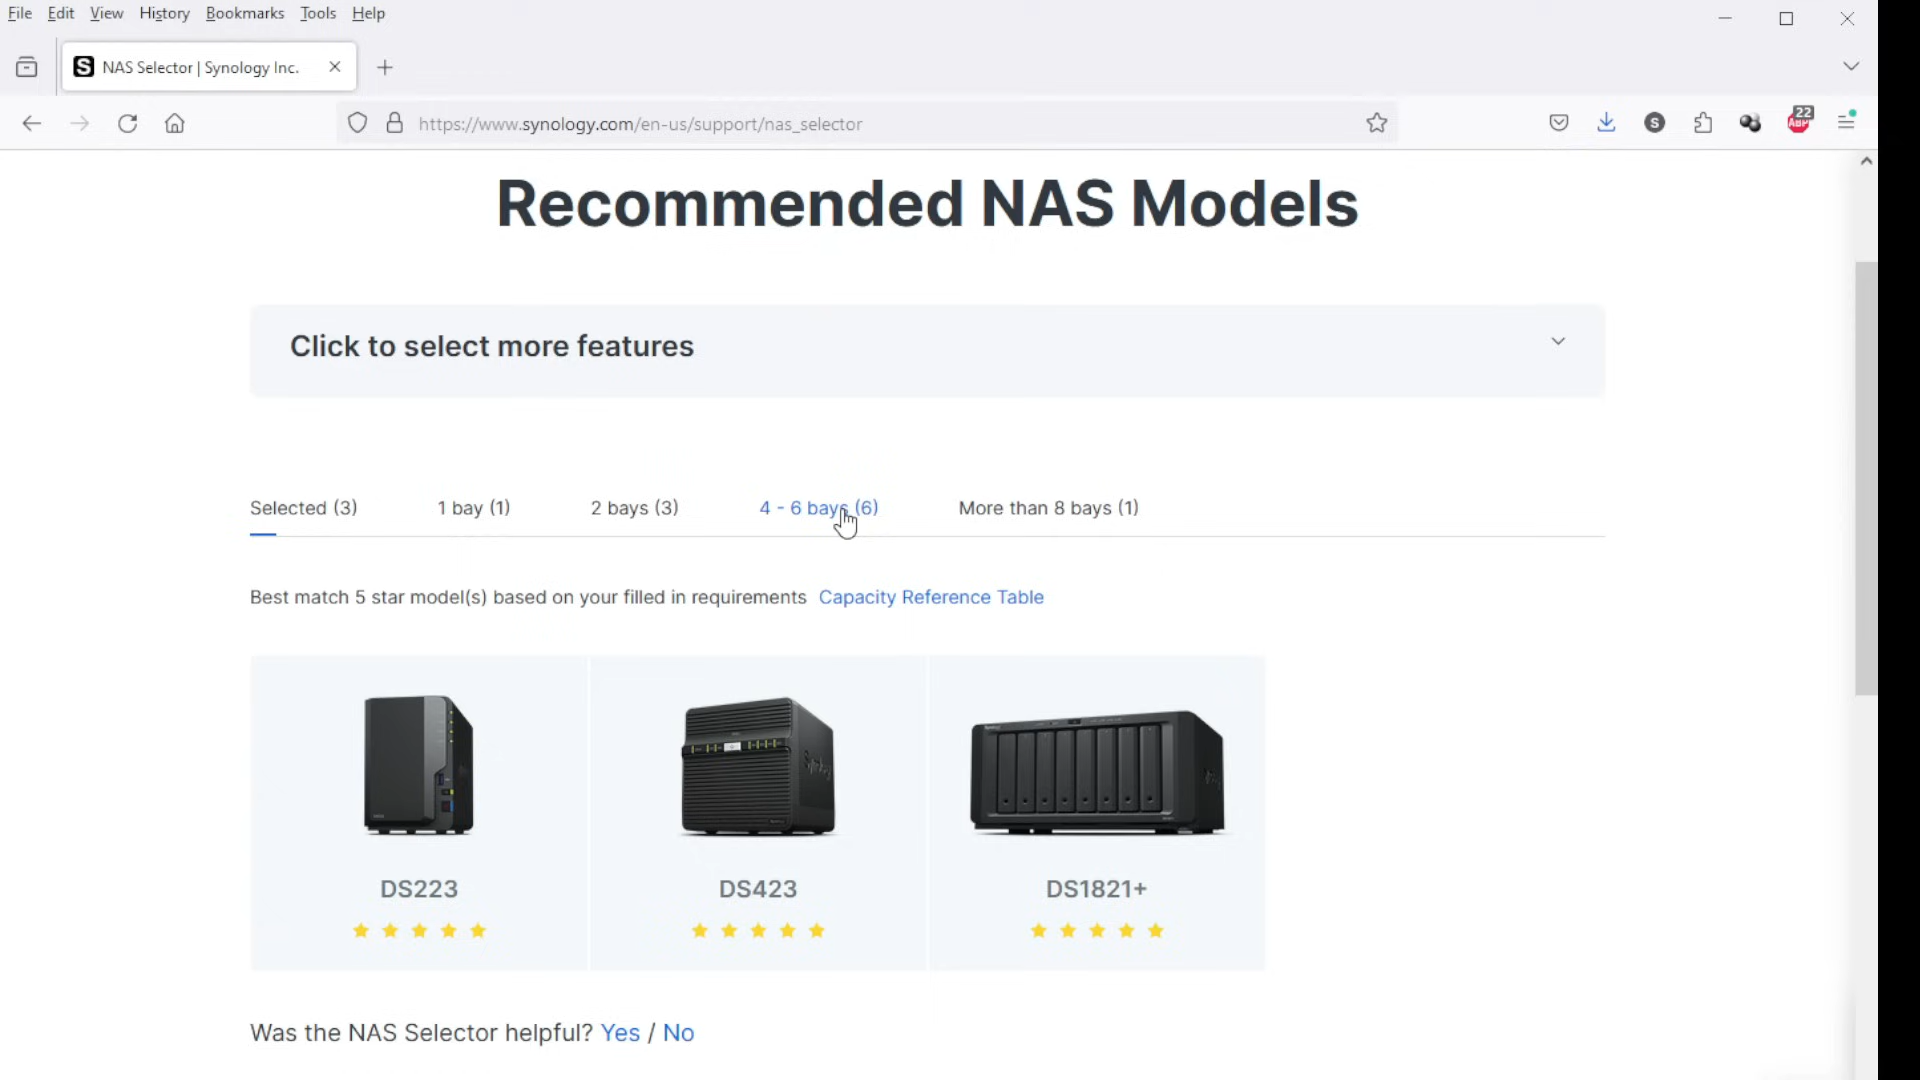 File Edit View History Bookmarks Tools Help
S NAS Selector | Synology Inc.
https://www.synology.com/en-us/support/nas_selector
S
22
ABP
Recommended NAS Models
Click to select more features
Selected (3) 1 bay (1) 2 bays (3) 4 - 6 bays (6) More than 8 bays (1)
Best match 5 star model(s) based on your filled in requirements Capacity Reference Table
DS223 DS423 DS1821+
Was the NAS Selector helpful? Yes / No